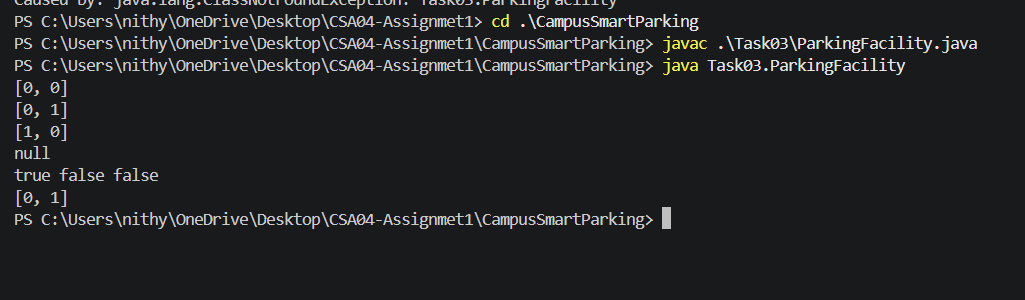 Caused by: java.lang.ClassNotFoundException: Task03.ParkingFacility
PS C:\Users\nithy\OneDrive\Desktop\CSA04-Assignmet1> cd .\CampusSmartParking
PS C:\Users\nithy\OneDrive\Desktop\CSA04-Assignmet1\CampusSmartParking> javac .\Task03\ParkingFacility.java
PS C:\Users\nithy\OneDrive\Desktop\CSA04-Assignmet1\CampusSmartParking> java Task03.ParkingFacility
[0, 0]
[0, 1]
[1, 0]
null
true false false
[0, 1]
PS C:\Users\nithy\OneDrive\Desktop\CSA04-Assignmet1\CampusSmartParking>